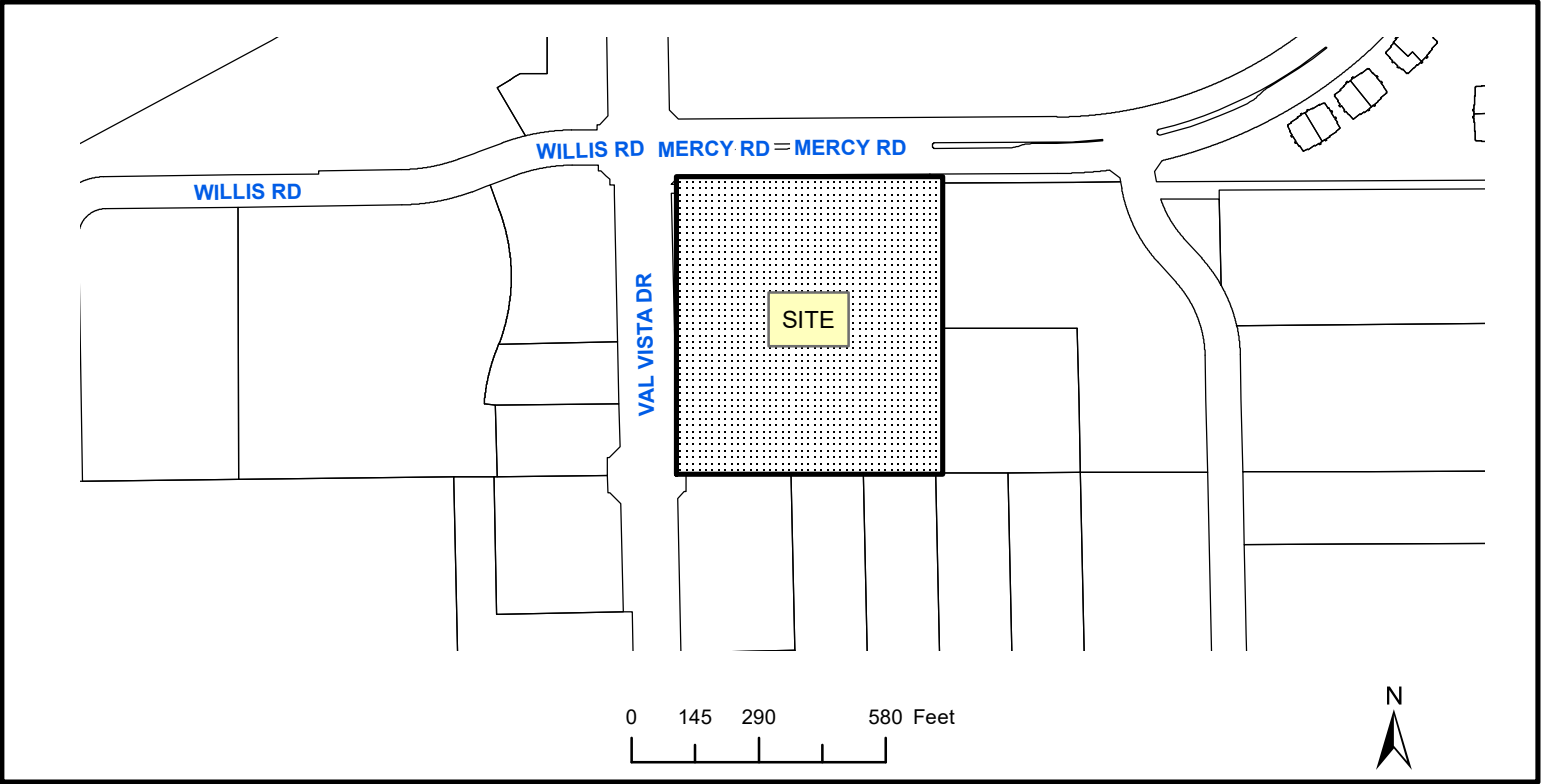 WILLIS RD MERCY RD MERCY RD
WILLIS RD
VAL VISTA DR
SITE
0 145 290 580 Feet
N